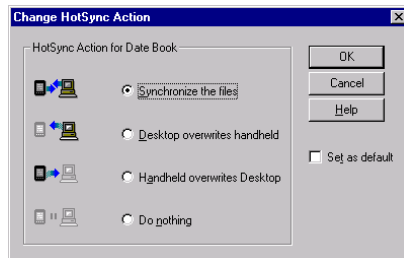 Change HotSync Action
HotSync Action for Date Book
Synchronize the files
Desktop overwrites handheld
Handheld overwrites Desktop
Do nothing
OK
Cancel
Help
Set as default